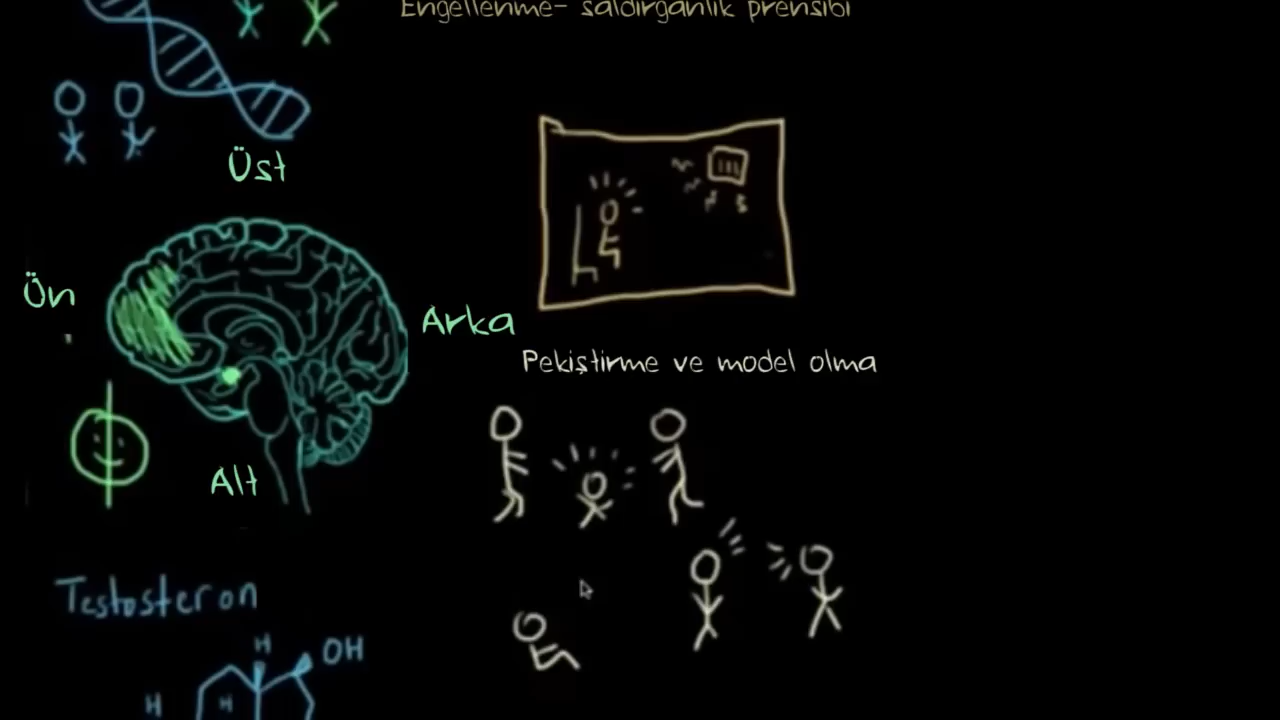 Engellenme- saldırganlık prensibi
Üst
Ön
Arka
Pekiştirme ve model olma
Alt
Testosteron
H
OH
H
H